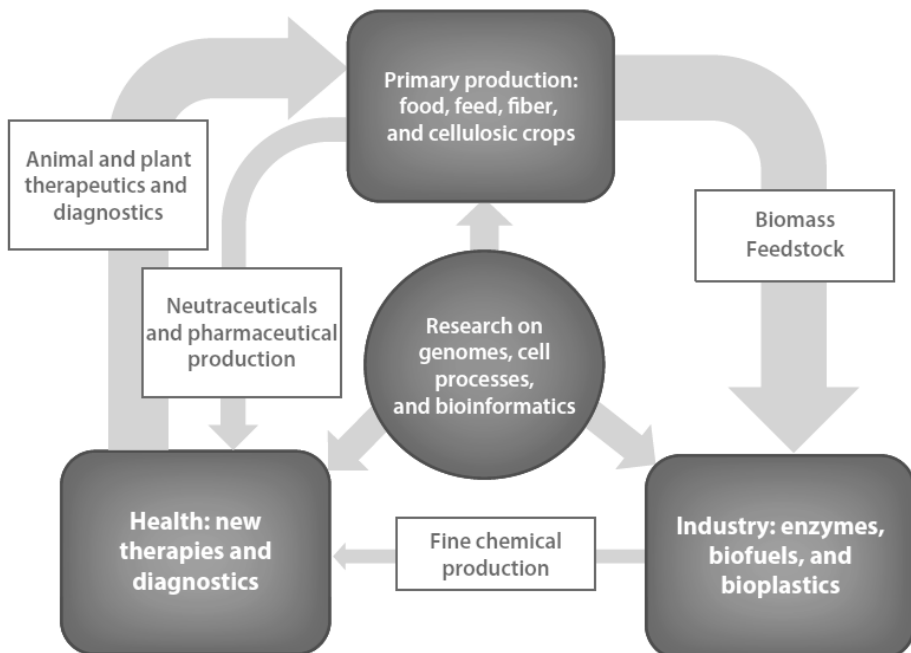 Primary production:
food, feed, fiber,
and cellulosic crops
Animal and plant
therapeutics and
diagnostics
Biomass
Feedstock
Neutraceuticals
and pharmaceutical
production
Research on
genomes, cell
processes,
and bioinformatics
Health: new
therapies and
diagnostics
Fine chemical
production
Industry: enzymes,
biofuels, and
bioplastics